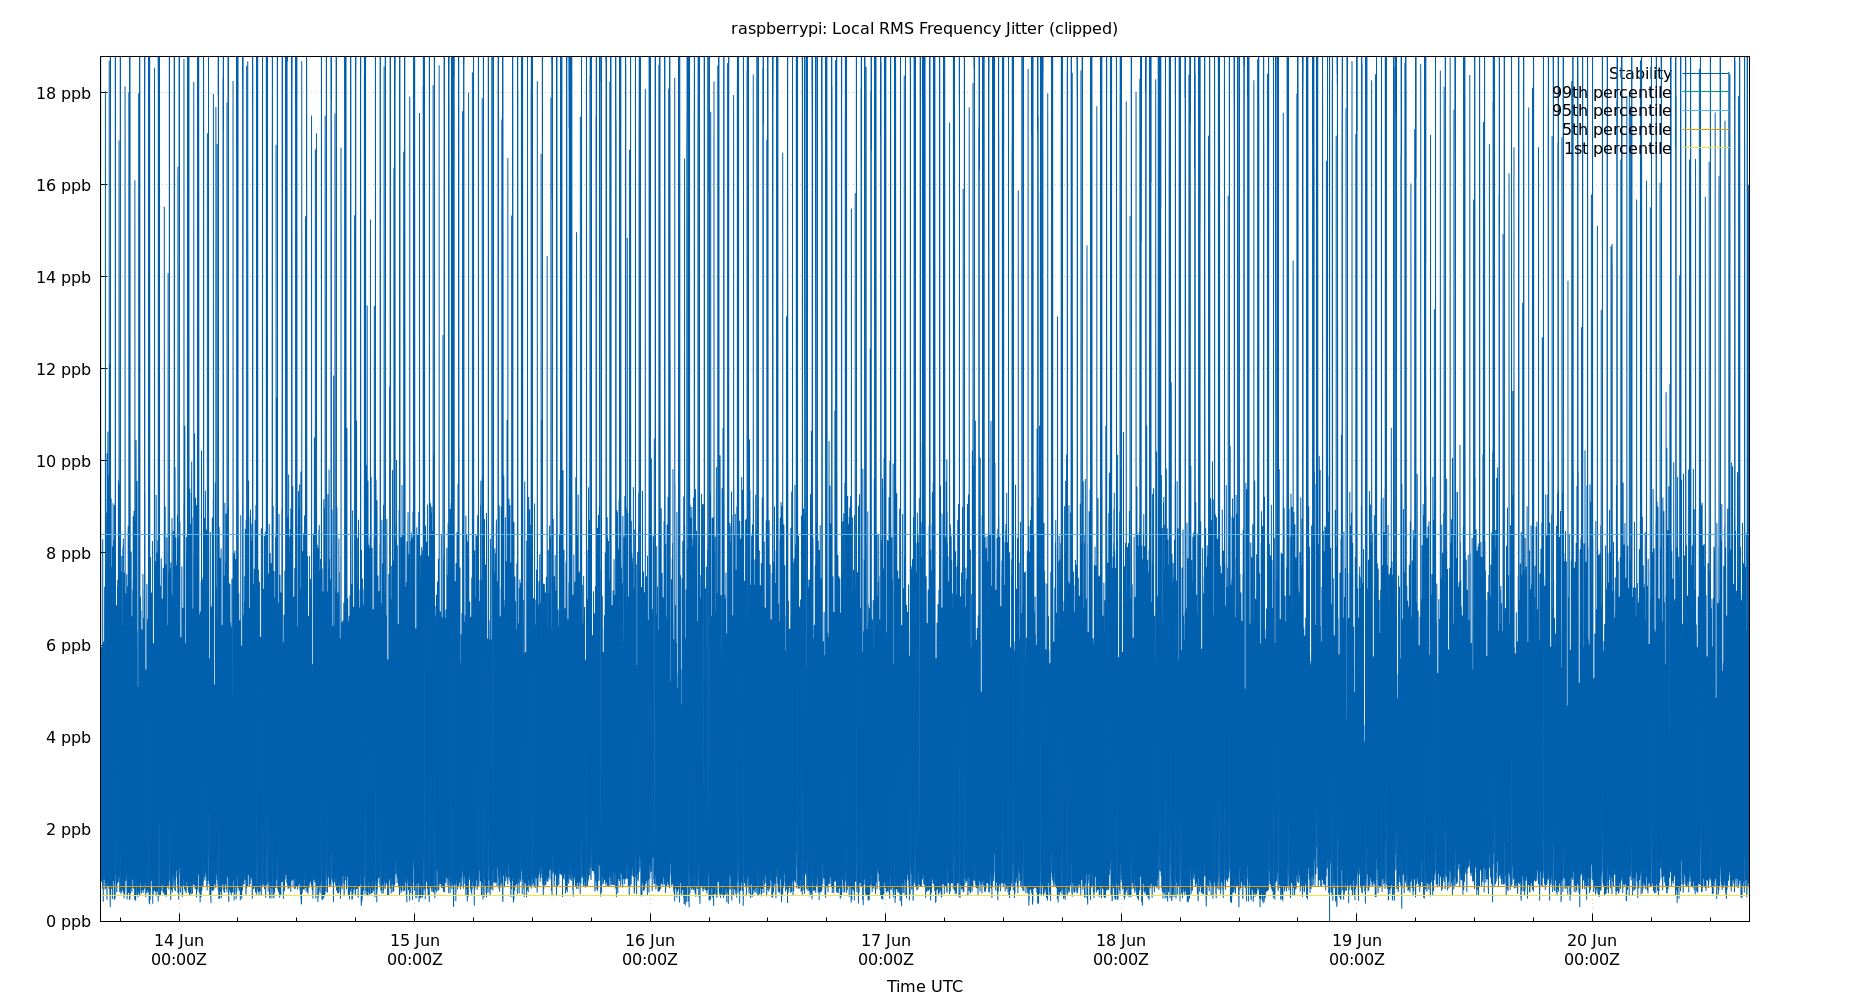 raspberrypi: Local RMS Frequency Jitter (clipped)
Stability
99th percentile
95th percentile
5th percentile
1st percentile
18 ppb
16 ppb
14 ppb
12 ppb
10 ppb
8 ppb
6 ppb
4 ppb
2 ppb
0 ppb
14 Jun 15 Jun 16 Jun 17 Jun 18 Jun 19 Jun 20 Jun
00:00Z 00:00Z 00:00Z 00:00Z 00:00Z 00:00Z 00:00Z
Time UTC